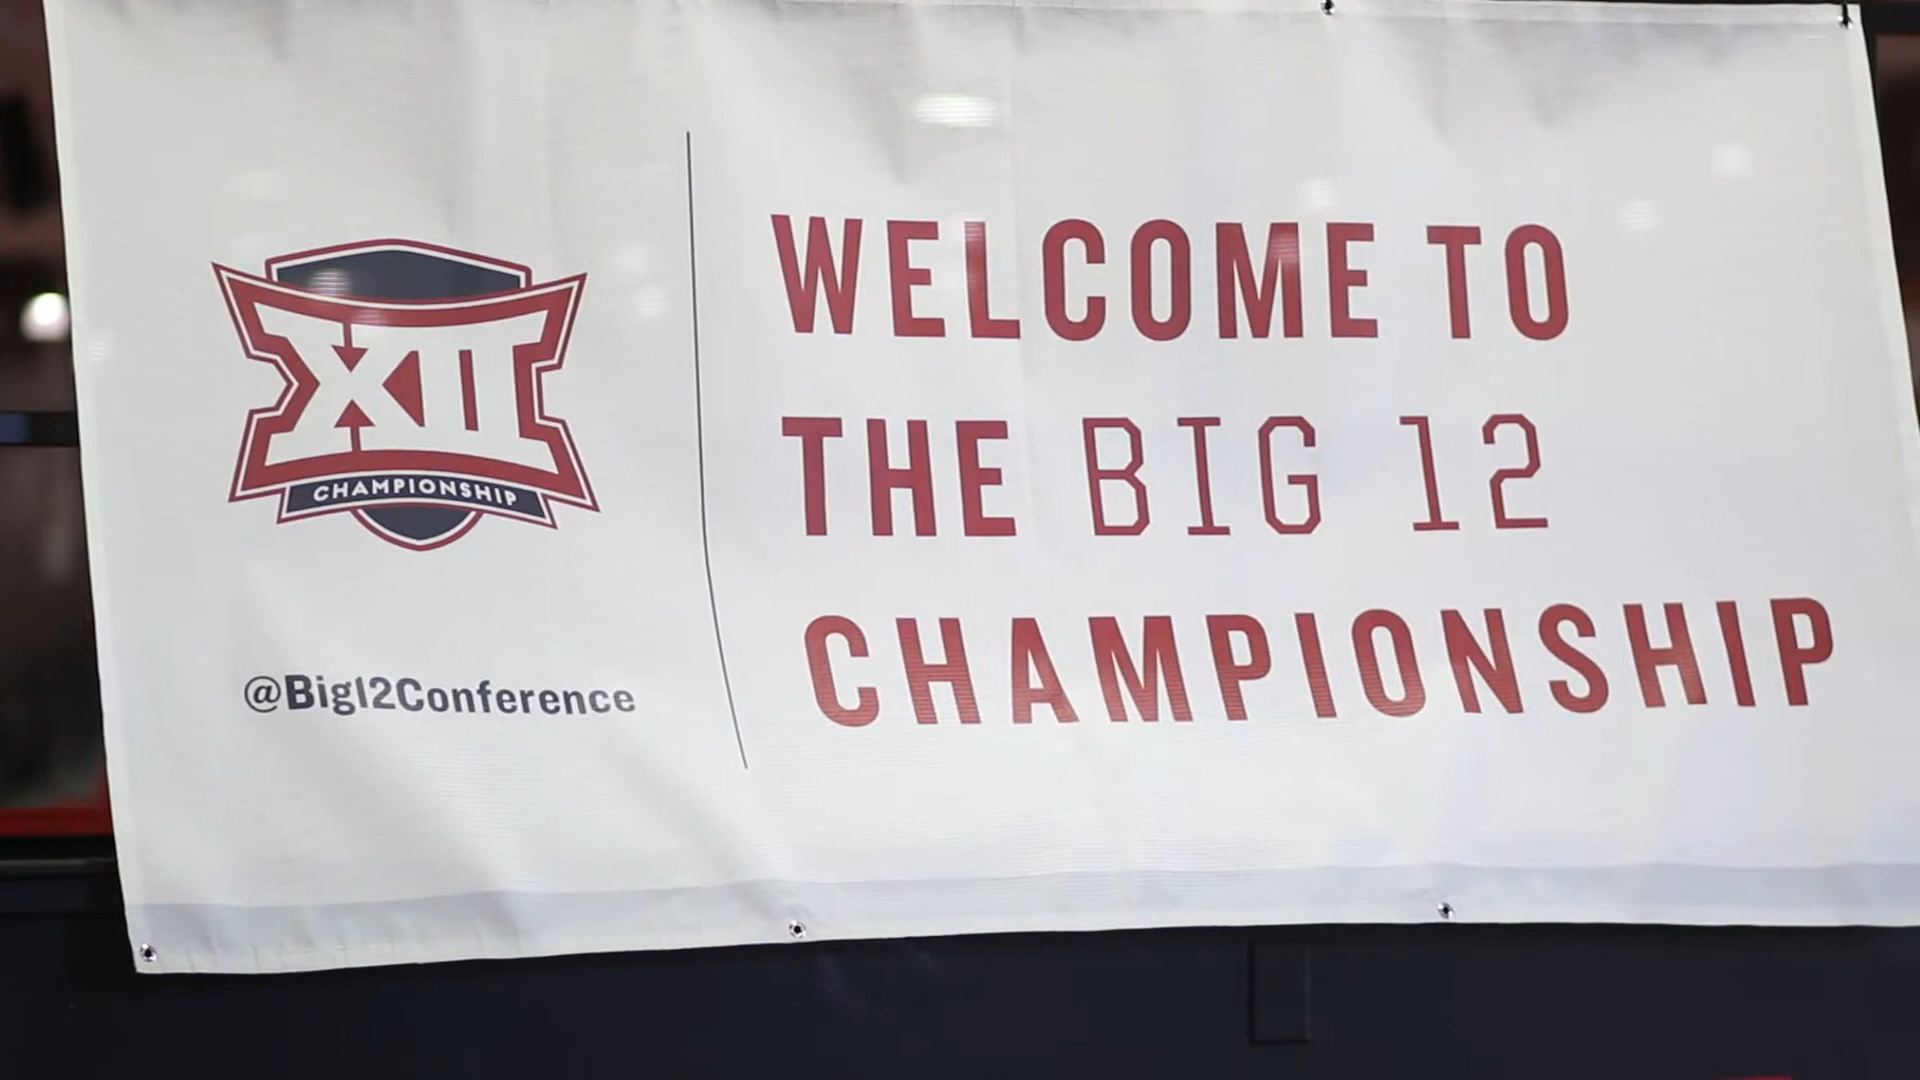 XII
CHAMPIONSHIP
@Big12Conference
WELCOME TO
THE BIG 12
CHAMPIONSHIP